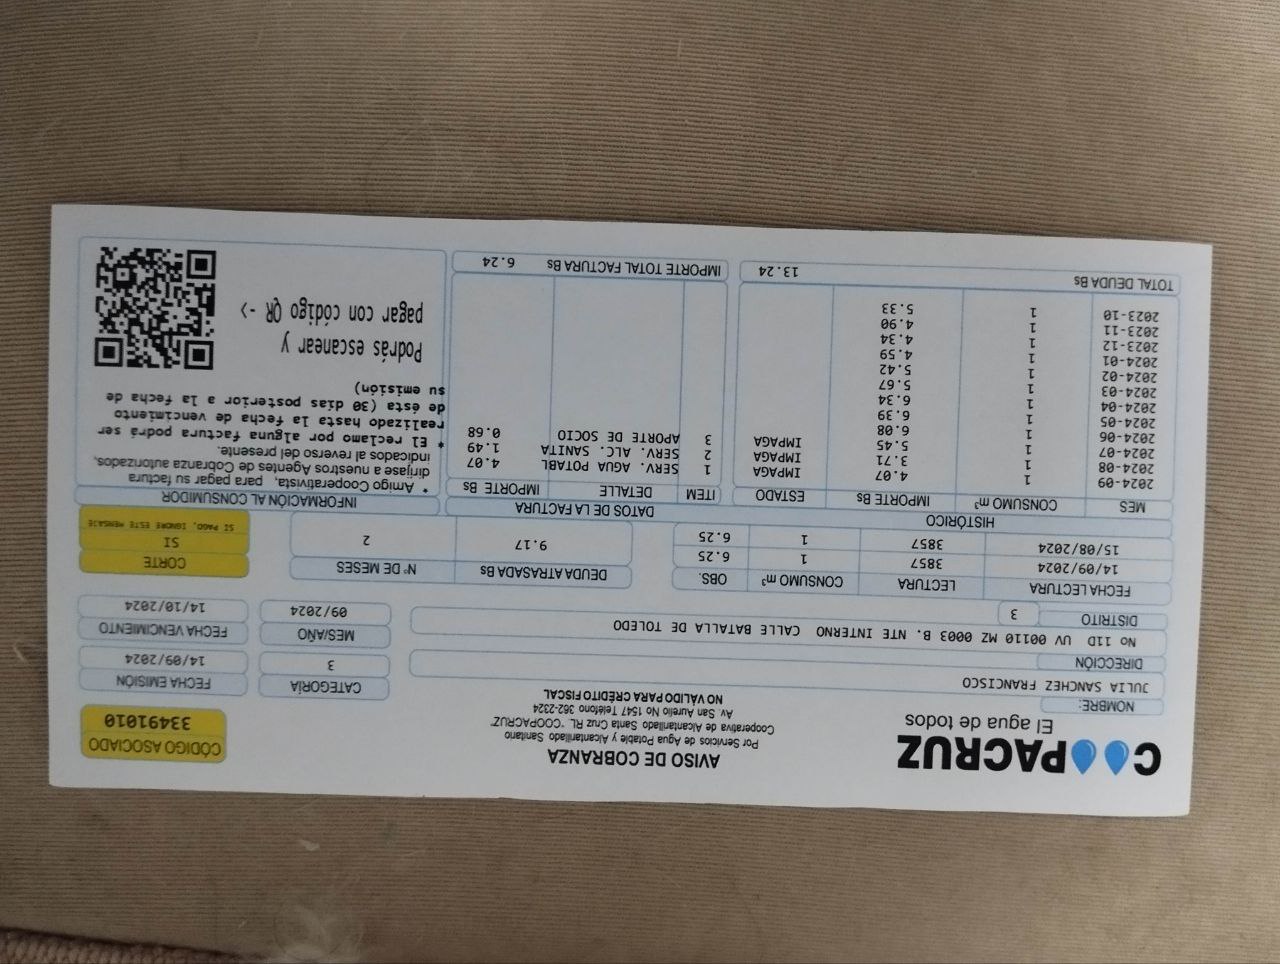 COOPACRUZ
El agua de todos
AVISO DE COBRANZA
Por Servicios de Agua Potable y Alcantarillado Sanitario
Cooperativa de Alcantarillado Santa Cruz "COOPACRUZ" RL
Av. San Aurelio No 1547 Teléfono 362-2324
NO VÁLIDO PARA CRÉDITO FISCAL
CÓDIGO ASOCIADO
33491010
NOMBRE:
JULIA SANCHEZ FRANCISCO
DIRECCIÓN
No 11D UV 00110 MZ 0003 B. NTE INTERNO CALLE BATALLA DE TOLEDO
DISTRITO 3
CATEGORÍA
3
FECHA EMISIÓN
14/09/2024
MES/AÑO
09/2024
FECHA VENCIMIENTO
14/10/2024
FECHA LECTURA LECTURA CONSUMO m³ OBS.
14/09/2024 3857 1 6.25
15/08/2024 3857 1 6.25
DEUDA ATRASADA Bs Nº DE MESES
9.17 2
CORTE
SI
SI PAGO, IGNORE ESTE MENSAJE
HISTÓRICO
MES CONSUMO m³ IMPORTE Bs ESTADO
2024-09 1 4.07 IMPAGA
2024-08 1 3.71 IMPAGA
2024-07 1 5.45 IMPAGA
2024-06 1 6.08
2024-05 1 6.39
2024-04 1 6.34
2024-03 1 5.67
2024-02 1 5.42
2024-01 1 4.59
2023-12 1 4.34
2023-11 1 4.90
2023-10 1 5.33
TOTAL DEUDA Bs 13.24
DATOS DE LA FACTURA
ITEM DETALLE IMPORTE Bs
1 SERV. AGUA POTABL 4.07
2 SERV. ALC. SANITA 1.49
3 APORTE DE SOCIO 0.68
IMPORTE TOTAL FACTURA Bs 6.24
INFORMACIÓN AL CONSUMIDOR
* Amigo Cooperativista, para pagar su factura
dirijase a nuestros Agentes de Cobranza autorizados,
indicados al reverso del presente.
* El reclamo por alguna factura podrá ser
realizado hasta la fecha de vencimiento
de ésta (30 días posterior a la fecha de
su emisión)
Podrás escanear y
pagar con código QR ->